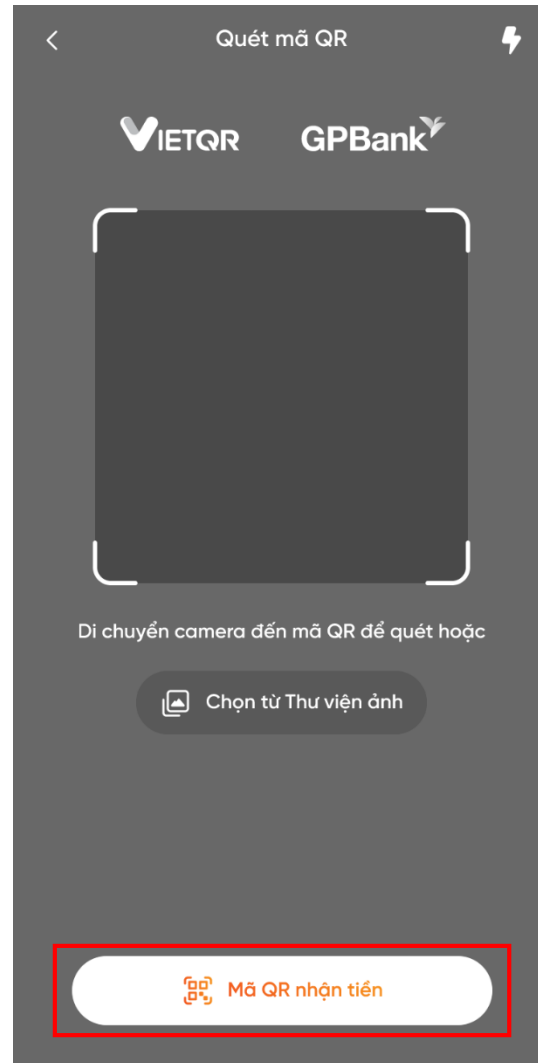 Quét mã QR
VIETQR GPBank
Di chuyển camera đến mã QR để quét hoặc
Chọn từ Thư viện ảnh
Mã QR nhận tiền